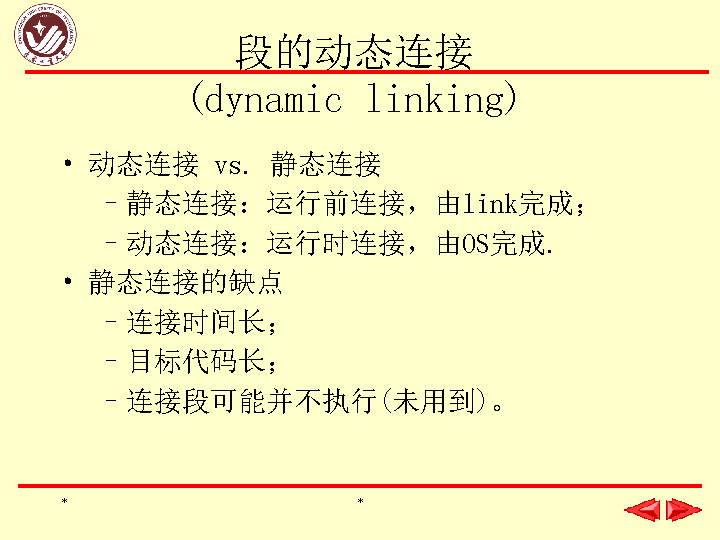 段的动态连接
(dynamic linking)
• 动态连接 vs. 静态连接
–静态连接：运行前连接，由link完成；
–动态连接：运行时连接，由OS完成.
• 静态连接的缺点
–连接时间长；
–目标代码长；
–连接段可能并不执行(未用到)。
* *